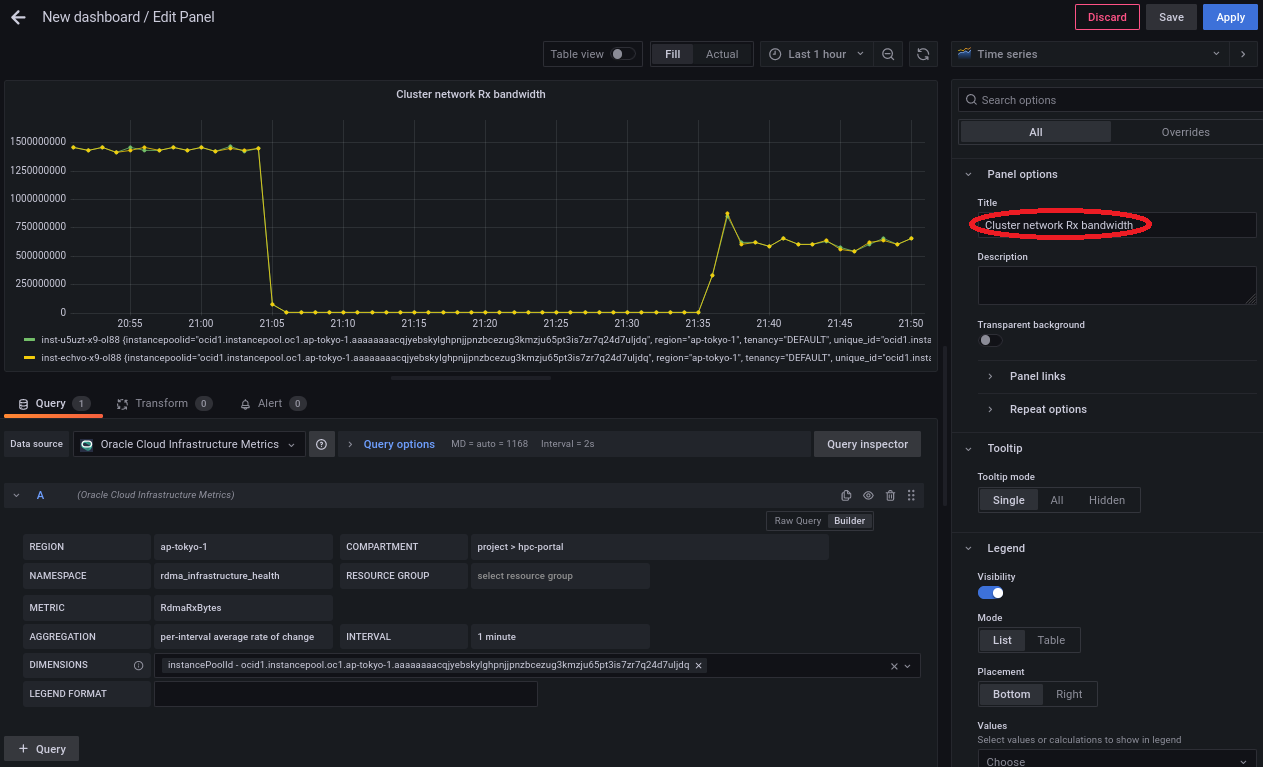 New dashboard / Edit Panel
Discard
Save
Apply
Table view
Fill
Actual
Last 1 hour
Time series
Cluster network Rx bandwidth
1500000000
1250000000
1000000000
750000000
500000000
250000000
0
20:55 21:00 21:05 21:10 21:15 21:20 21:25 21:30 21:35 21:40 21:45 21:50
inst-u5uzt-x9-ol88 {instancepoolid="ocid1.instancepool.oc1.ap-tokyo-1.aaaaaaaacqjyebskylghpnjjpnzbcezug3kmzju65pt3is7zr7q24d7uljdq", region="ap-tokyo-1", tenancy="DEFAULT", unique_id="ocid1.insta
inst-echvo-x9-ol88 {instancepoolid="ocid1.instancepool.oc1.ap-tokyo-1.aaaaaaaacqjyebskylghpnjjpnzbcezug3kmzju65pt3is7zr7q24d7uljdq", region="ap-tokyo-1", tenancy="DEFAULT", unique_id="ocid1.inst
Query 1
Transform 0
Alert 0
Data source
Oracle Cloud Infrastructure Metrics
Query options
MD = auto = 1168
Interval = 2s
Query inspector
A
(Oracle Cloud Infrastructure Metrics)
Raw Query
Builder
REGION
ap-tokyo-1
COMPARTMENT
project > hpc-portal
NAMESPACE
rdma_infrastructure_health
RESOURCE GROUP
select resource group
METRIC
RdmaRxBytes
AGGREGATION
per-interval average rate of change
INTERVAL
1 minute
DIMENSIONS
instancePoolId - ocid1.instancepool.oc1.ap-tokyo-1.aaaaaaaacqjyebskylghpnjjpnzbcezug3kmzju65pt3is7zr7q24d7uljdq
LEGEND FORMAT
+ Query
Search options
All
Overrides
Panel options
Title
Cluster network Rx bandwidth
Description
Transparent background
Panel links
Repeat options
Tooltip
Tooltip mode
Single
All
Hidden
Legend
Visibility
Mode
List
Table
Placement
Bottom
Right
Values
Select values or calculations to show in legend
Choose